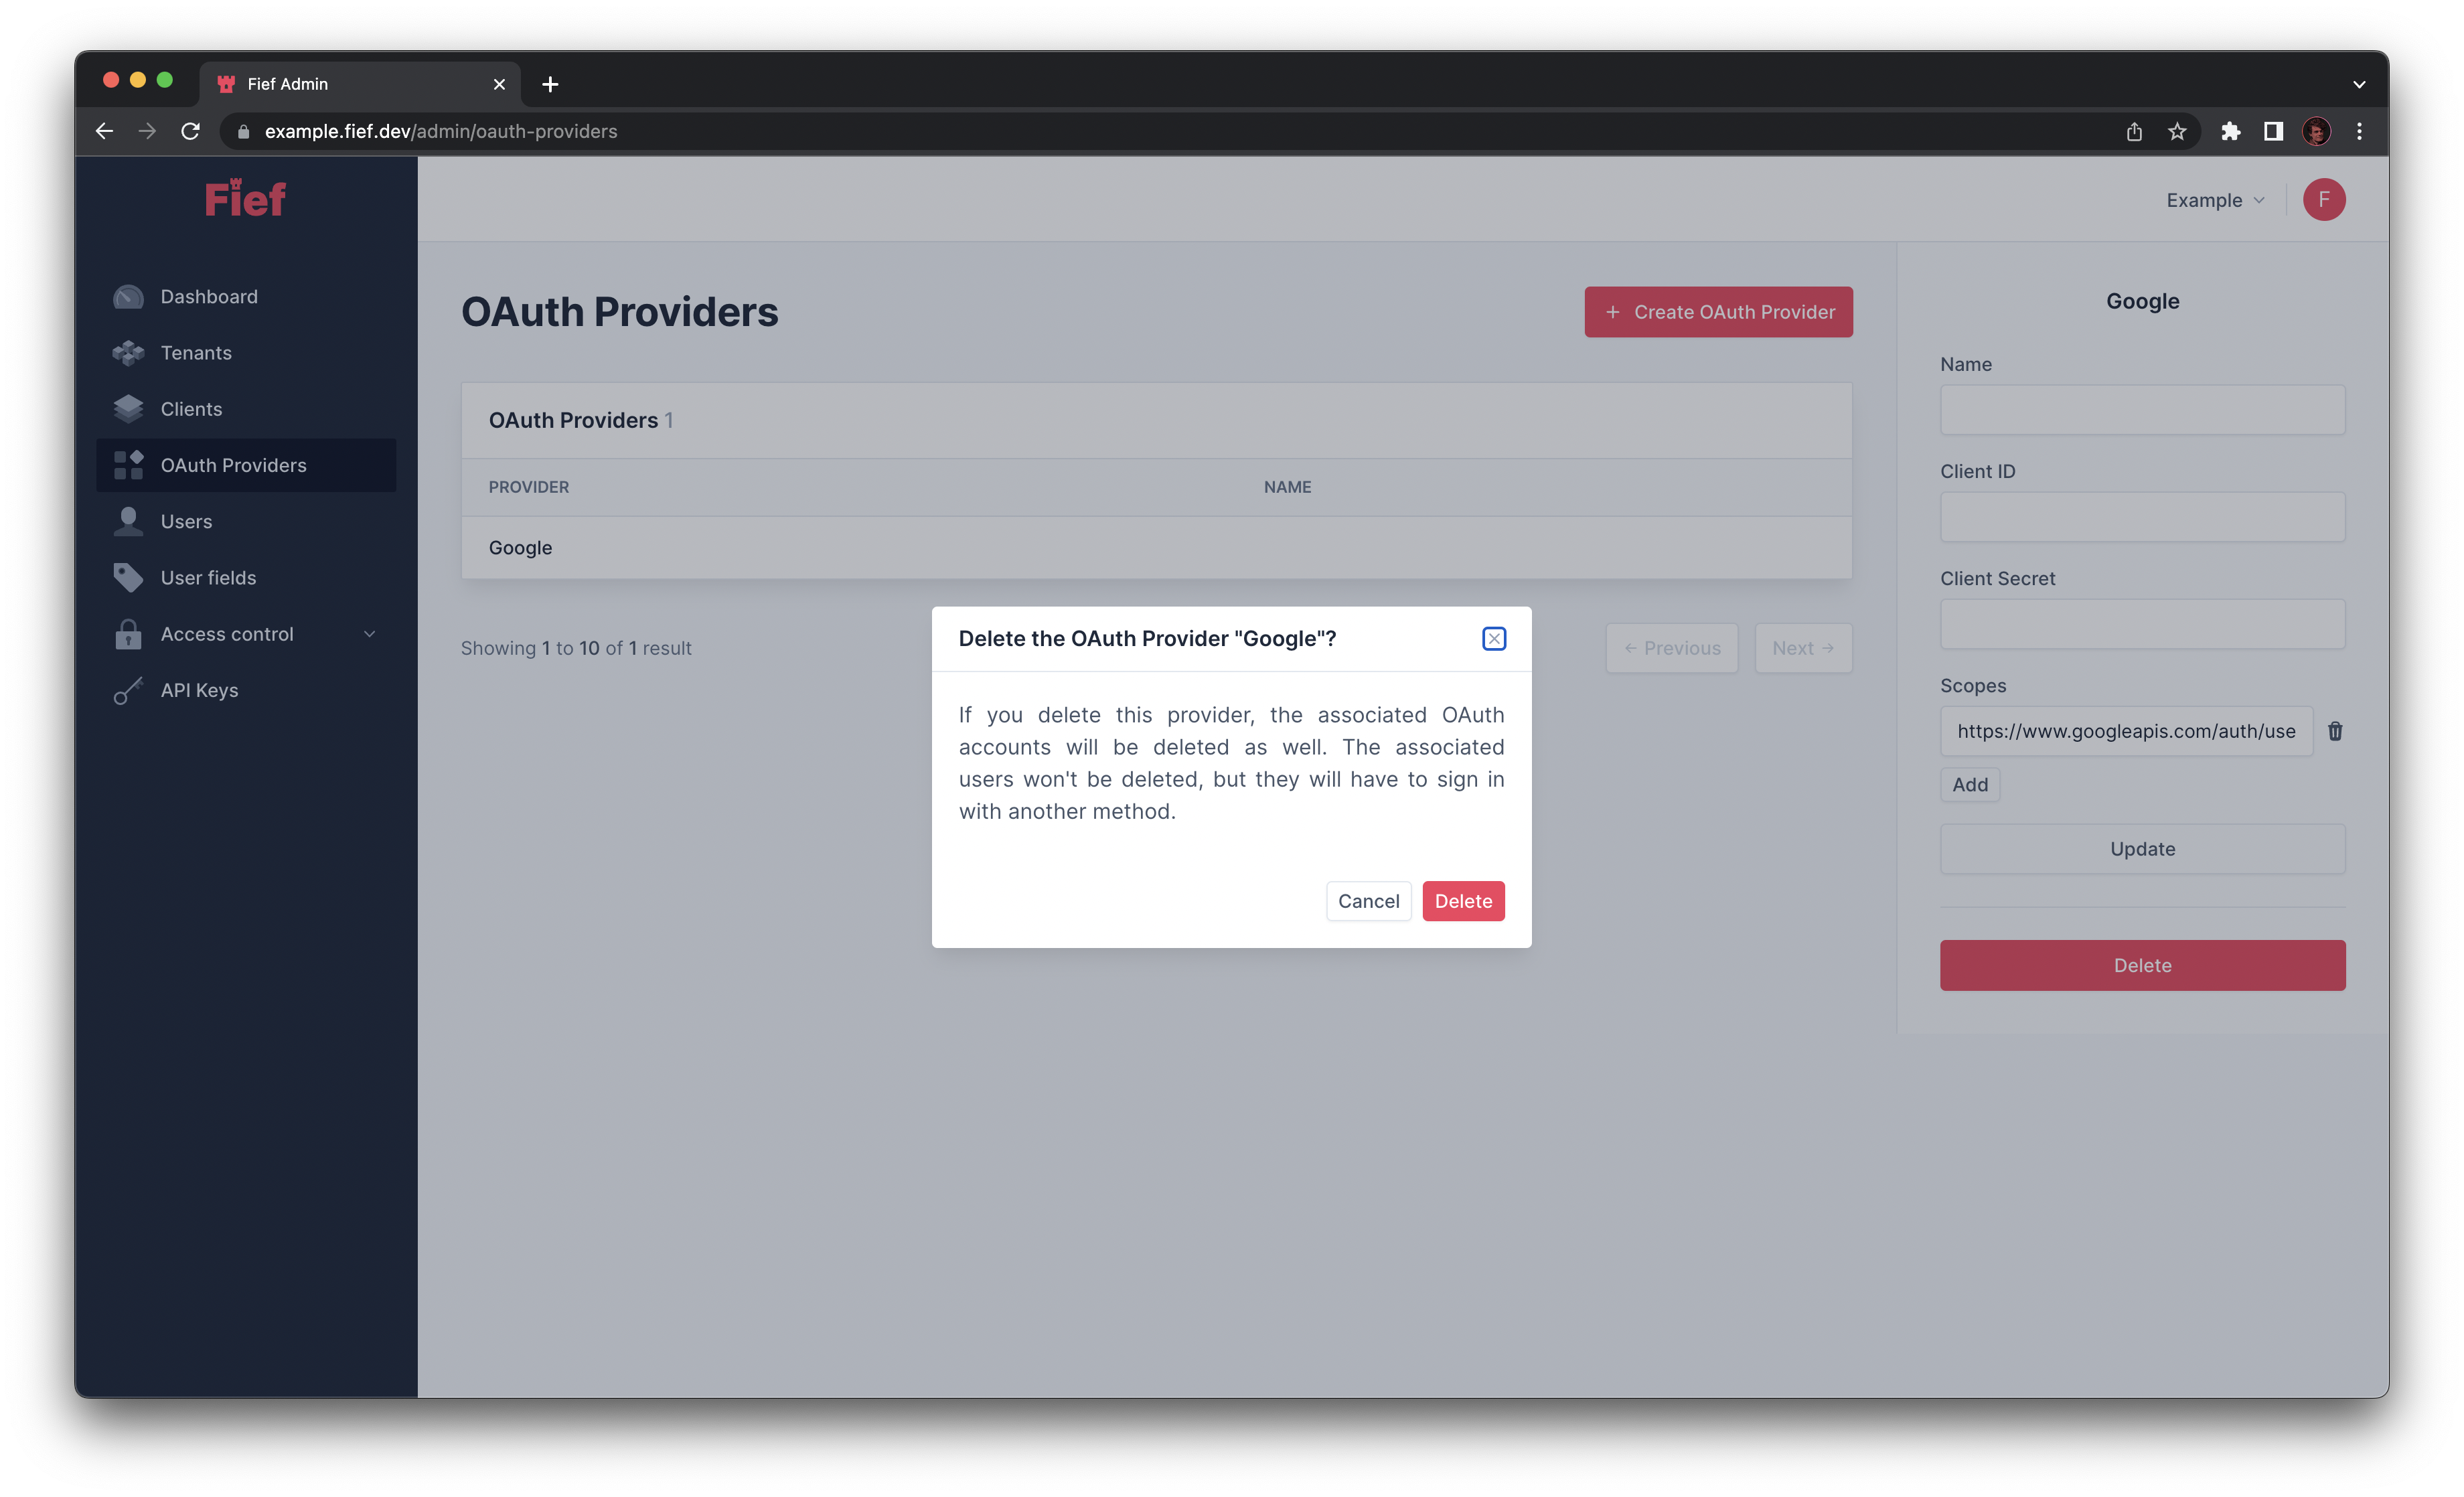 Fief Admin
example.fief.dev/admin/oauth-providers
Fief
Example
F
Dashboard
Tenants
Clients
OAuth Providers
Users
User fields
Access control
API Keys
OAuth Providers
+ Create OAuth Provider
OAuth Providers 1
PROVIDER NAME
Google
Showing 1 to 10 of 1 result
← Previous
Next →
Delete the OAuth Provider "Google"?
If you delete this provider, the associated OAuth
accounts will be deleted as well. The associated
users won't be deleted, but they will have to sign in
with another method.
Cancel
Delete
Google
Name
Client ID
Client Secret
Scopes
https://www.googleapis.com/auth/use
Add
Update
Delete